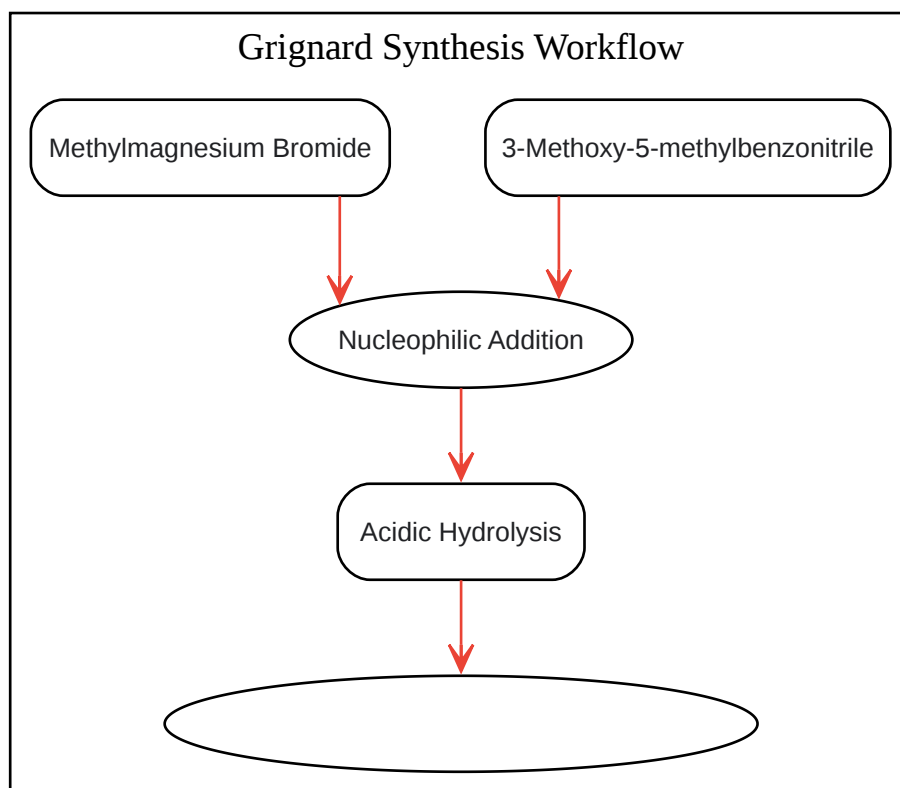 Grignard Synthesis Workflow
Methylmagnesium Bromide
3-Methoxy-5-methylbenzonitrile
Nucleophilic Addition
Acidic Hydrolysis